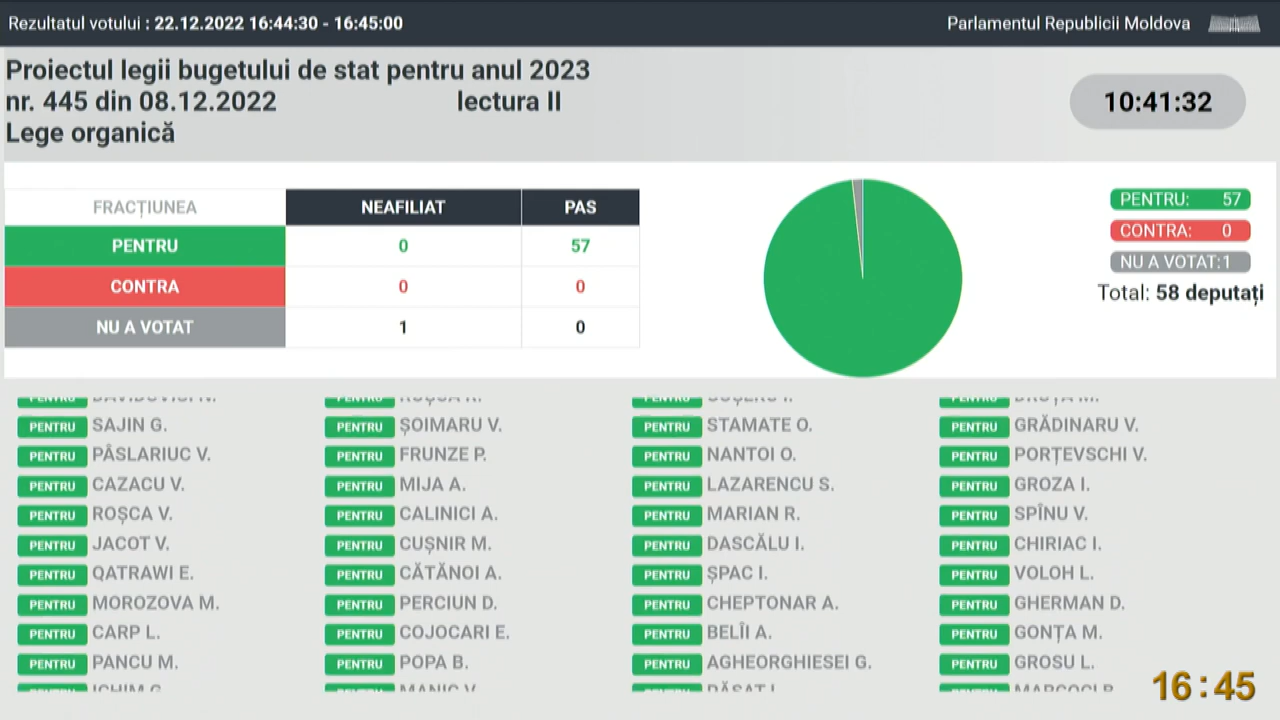 Rezultatul votului : 22.12.2022 16:44:30 - 16:45:00
Parlamentul Republicii Moldova
Proiectul legii bugetului de stat pentru anul 2023
nr. 445 din 08.12.2022 lectura II
Lege organică
10:41:32
FRACȚIUNEA NEAFILIAT PAS
PENTRU 0 57
CONTRA 0 0
NU A VOTAT 1 0
PENTRU: 57
CONTRA: 0
NU A VOTAT: 1
Total: 58 deputați
PENTRU SAJIN G. PENTRU ȘOIMARU V. PENTRU STAMATE O. PENTRU GRĂDINARU V.
PENTRU PÂSLARIUC V. PENTRU FRUNZE P. PENTRU NANTOI O. PENTRU PORȚEVSCHI V.
PENTRU CAZACU V. PENTRU MIJA A. PENTRU LAZARENCU S. PENTRU GROZA I.
PENTRU ROȘCA V. PENTRU CALINICI A. PENTRU MARIAN R. PENTRU SPÎNU V.
PENTRU JACOT V. PENTRU CUȘNIR M. PENTRU DASCĂLU I. PENTRU CHIRIAC I.
PENTRU QATRAWI E. PENTRU CĂTĂNOI A. PENTRU ȘPAC I. PENTRU VOLOH L.
PENTRU MOROZOVA M. PENTRU PERCIUN D. PENTRU CHEPTONAR A. PENTRU GHERMAN D.
PENTRU CARP L. PENTRU COJOCARI E. PENTRU BELÎI A. PENTRU GONȚA M.
PENTRU PANCU M. PENTRU POPA B. PENTRU AGHEORGHIESEI G. PENTRU GROSU L.
16:45